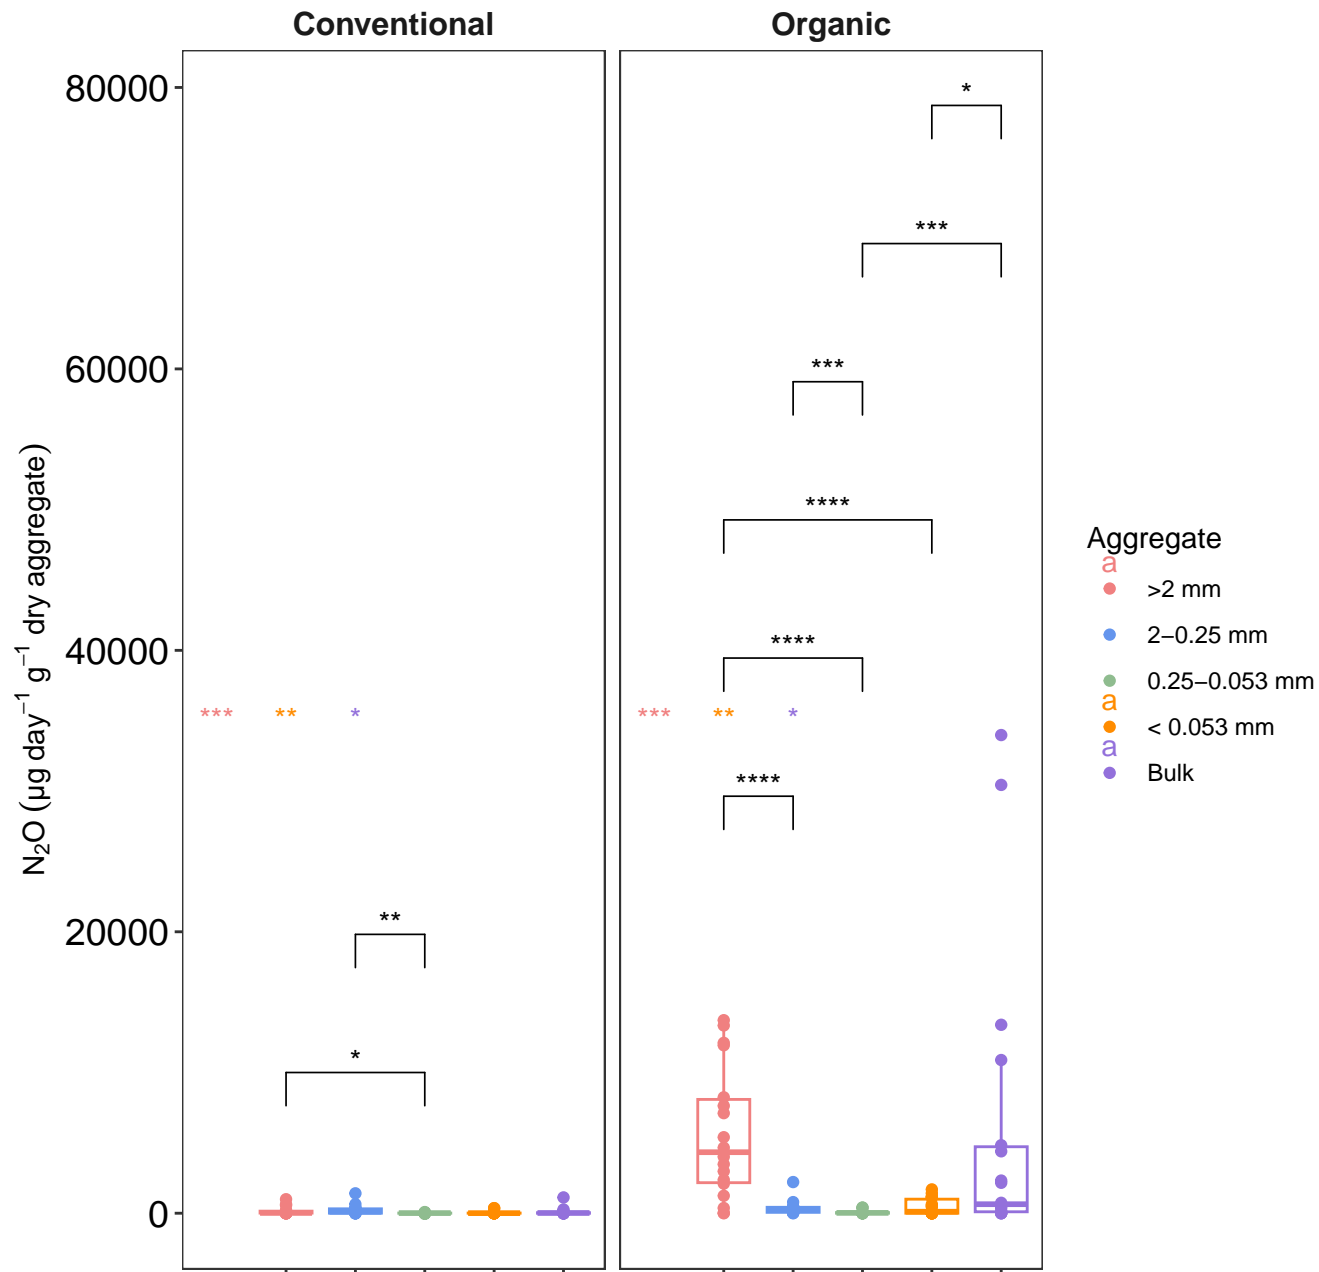 Conventional
Organic
80000
60000
40000
20000
0
N₂O (µg day⁻¹ g⁻¹ dry aggregate)
*
***
***
****
****
*** ** *
*** ** *
****
**
*
Aggregate
a
>2 mm
2−0.25 mm
0.25−0.053 mm
a
< 0.053 mm
a
Bulk